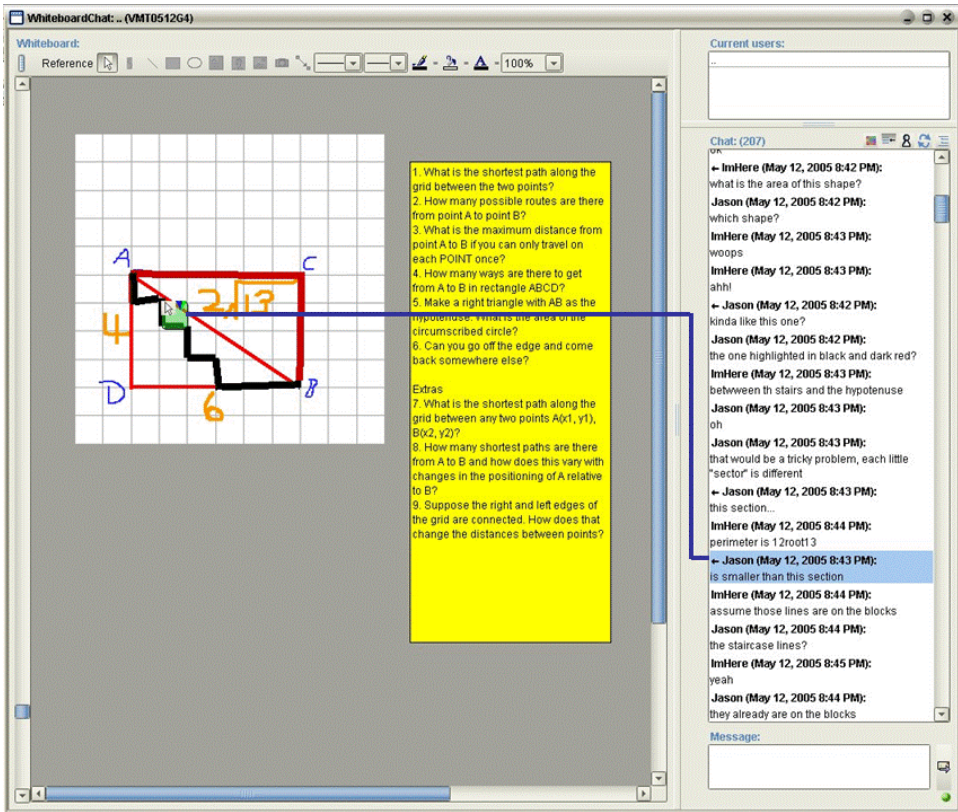 WhiteboardChat: .. (VMT0512G4)
Whiteboard:
Reference
100%
A
C
2√13
4
D
6
B
1. What is the shortest path along the
grid between the two points?
2. How many possible routes are there
from point A to point B?
3. What is the maximum distance from
point A to B if you can only travel on
each POINT once?
4. How many ways are there to get
from A to B in rectangle ABCD?
5. Make a right triangle with AB as the
hypotenuse. What is the area of the
circumscribed circle?
6. Can you go off the edge and come
back somewhere else?
Extras
7. What is the shortest path along the
grid between any two points A(x1, y1),
B(x2, y2)?
8. How many shortest paths are there
from A to B and how does this vary with
changes in the positioning of A relative
to B?
9. Suppose the right and left edges of
the grid are connected. How does that
change the distances between points?
Current users:
..
Chat: (207)
ok
← ImHere (May 12, 2005 8:42 PM):
what is the area of this shape?
Jason (May 12, 2005 8:42 PM):
which shape?
ImHere (May 12, 2005 8:43 PM):
woops
ImHere (May 12, 2005 8:43 PM):
ahh!
← Jason (May 12, 2005 8:42 PM):
kinda like this one?
Jason (May 12, 2005 8:42 PM):
the one highlighted in black and dark red?
ImHere (May 12, 2005 8:43 PM):
betwween th stairs and the hypotenuse
Jason (May 12, 2005 8:43 PM):
oh
Jason (May 12, 2005 8:43 PM):
that would be a tricky problem, each little
"sector" is different
← Jason (May 12, 2005 8:43 PM):
this section...
ImHere (May 12, 2005 8:44 PM):
perimeter is 12root13
← Jason (May 12, 2005 8:43 PM):
is smaller than this section
ImHere (May 12, 2005 8:44 PM):
assume those lines are on the blocks
Jason (May 12, 2005 8:44 PM):
the staircase lines?
ImHere (May 12, 2005 8:45 PM):
yeah
Jason (May 12, 2005 8:44 PM):
they already are on the blocks
Message: